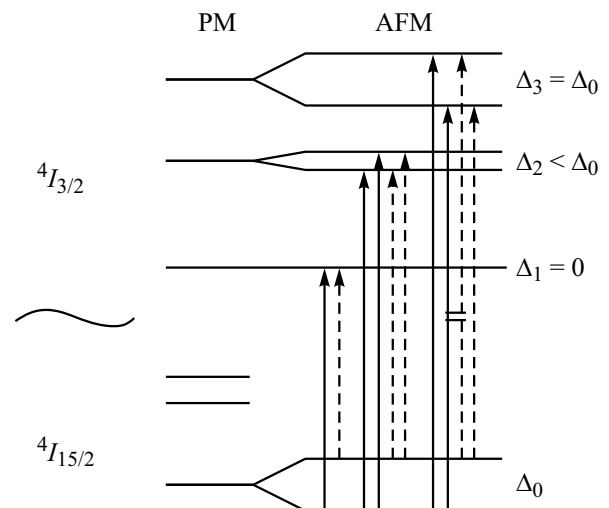 PM AFM
Δ₃ = Δ₀
Δ₂ < Δ₀
⁴I₃/₂
Δ₁ = 0
⁴I₁₅/₂
Δ₀